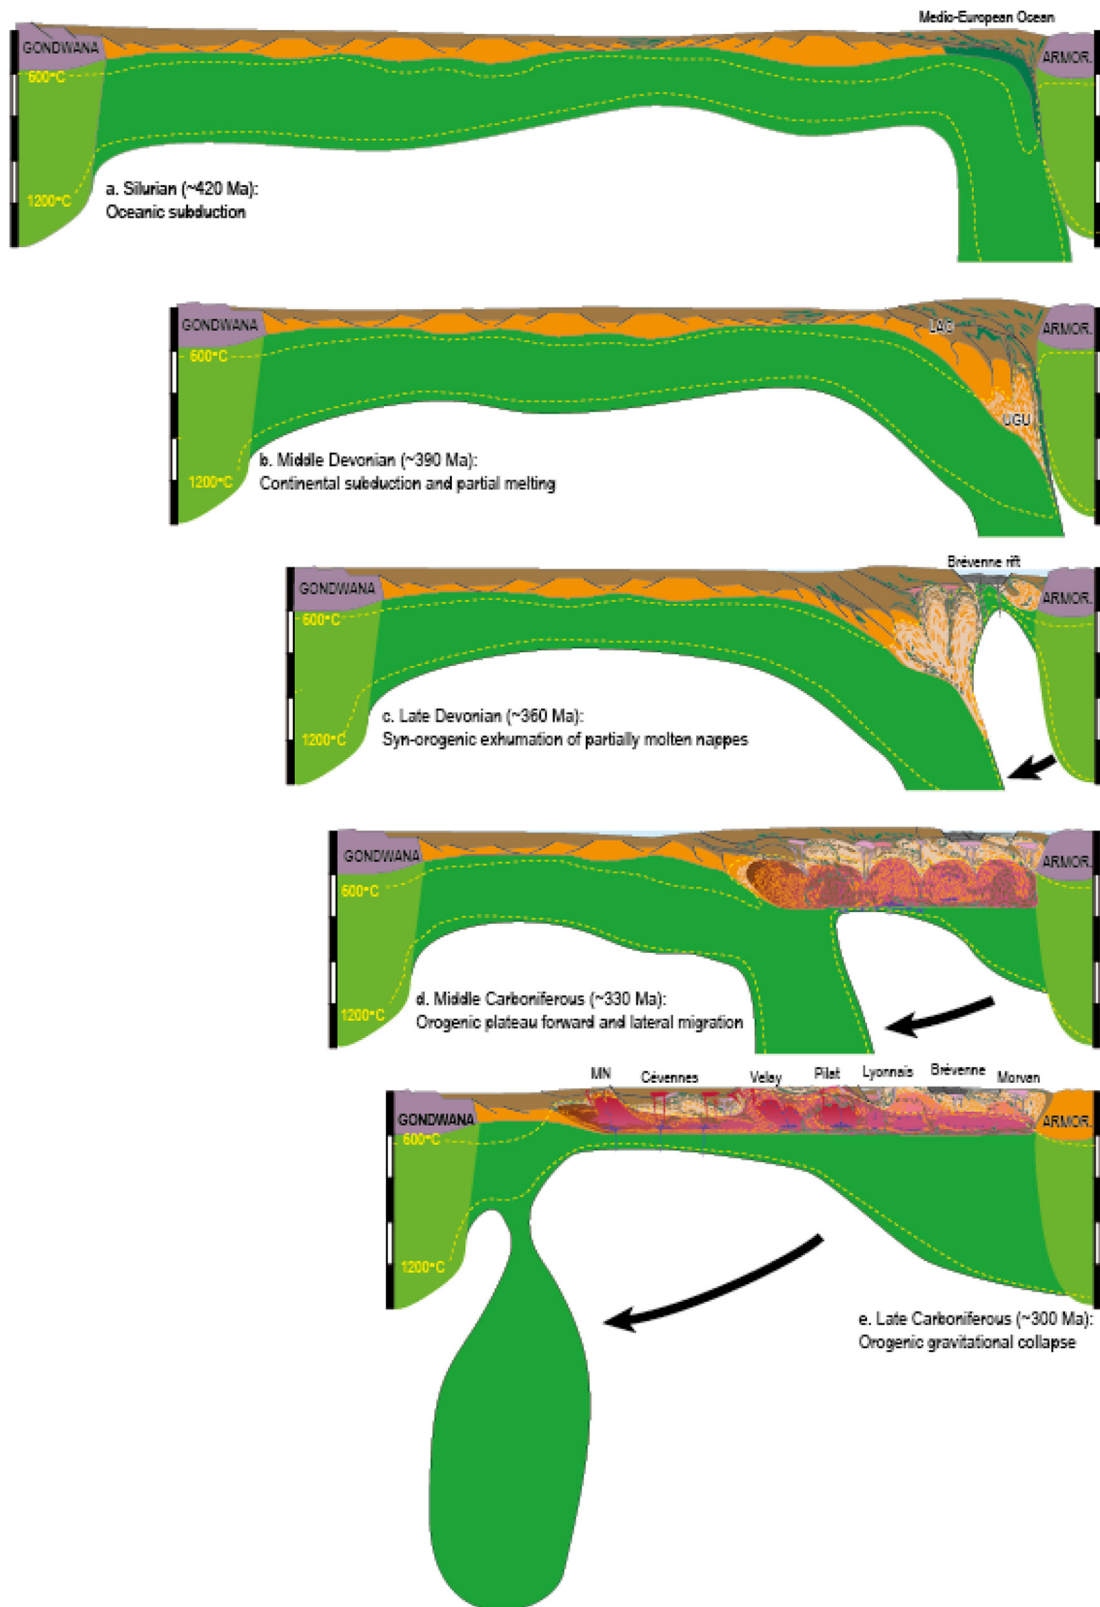 Medio-European Ocean
GONDWANA
ARMOR.
600°C
1200°C
a. Silurian (~420 Ma):
Oceanic subduction
GONDWANA
LAC
ARMOR.
600°C
UGU
b. Middle Devonian (~390 Ma):
1200°C
Continental subduction and partial melting
Brévenne rift
GONDWANA
ARMOR.
600°C
c. Late Devonian (~360 Ma):
1200°C
Syn-orogenic exhumation of partially molten nappes
GONDWANA
ARMOR.
600°C
d. Middle Carboniferous (~330 Ma):
1200°C
Orogenic plateau forward and lateral migration
MN Cévennes Velay Pilat Lyonnais Brévenne Morvan
GONDWANA
ARMOR.
600°C
1200°C
e. Late Carboniferous (~300 Ma):
Orogenic gravitational collapse